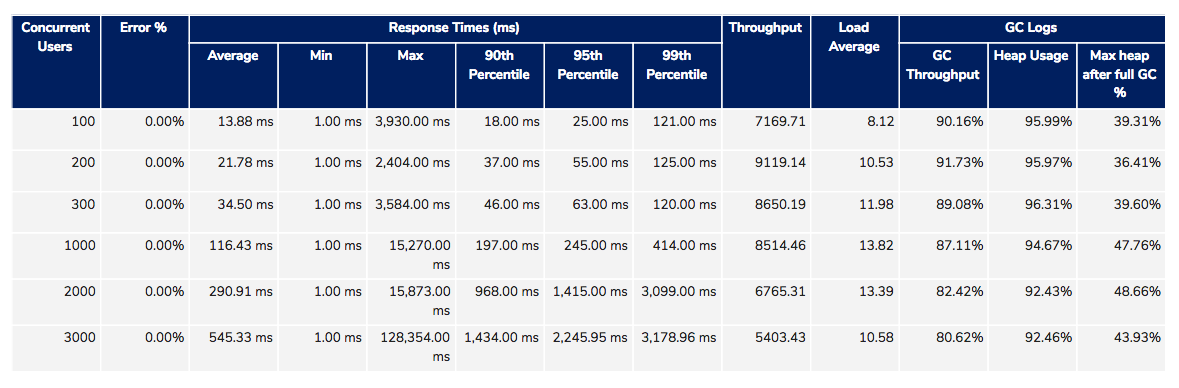 Concurrent Users Error % Response Times (ms) Throughput Load Average GC Logs
Average Min Max 90th Percentile 95th Percentile 99th Percentile GC Throughput Heap Usage Max heap after full GC %
100 0.00% 13.88 ms 1.00 ms 3,930.00 ms 18.00 ms 25.00 ms 121.00 ms 7169.71 8.12 90.16% 95.99% 39.31%
200 0.00% 21.78 ms 1.00 ms 2,404.00 ms 37.00 ms 55.00 ms 125.00 ms 9119.14 10.53 91.73% 95.97% 36.41%
300 0.00% 34.50 ms 1.00 ms 3,584.00 ms 46.00 ms 63.00 ms 120.00 ms 8650.19 11.98 89.08% 96.31% 39.60%
1000 0.00% 116.43 ms 1.00 ms 15,270.00 ms 197.00 ms 245.00 ms 414.00 ms 8514.46 13.82 87.11% 94.67% 47.76%
2000 0.00% 290.91 ms 1.00 ms 15,873.00 ms 968.00 ms 1,415.00 ms 3,099.00 ms 6765.31 13.39 82.42% 92.43% 48.66%
3000 0.00% 545.33 ms 1.00 ms 128,354.00 ms 1,434.00 ms 2,245.95 ms 3,178.96 ms 5403.43 10.58 80.62% 92.46% 43.93%